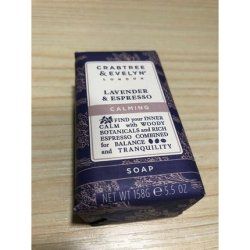 CRABTREE
& EVELYN®
LONDON
LAVENDER
& ESPRESSO
CALMING
FIND your INNER
CALM with WOODY
BOTANICALS and RICH
ESPRESSO COMBINED
for BALANCE
and TRANQUILITY
SOAP
NET WT 158G e 5.5 OZ